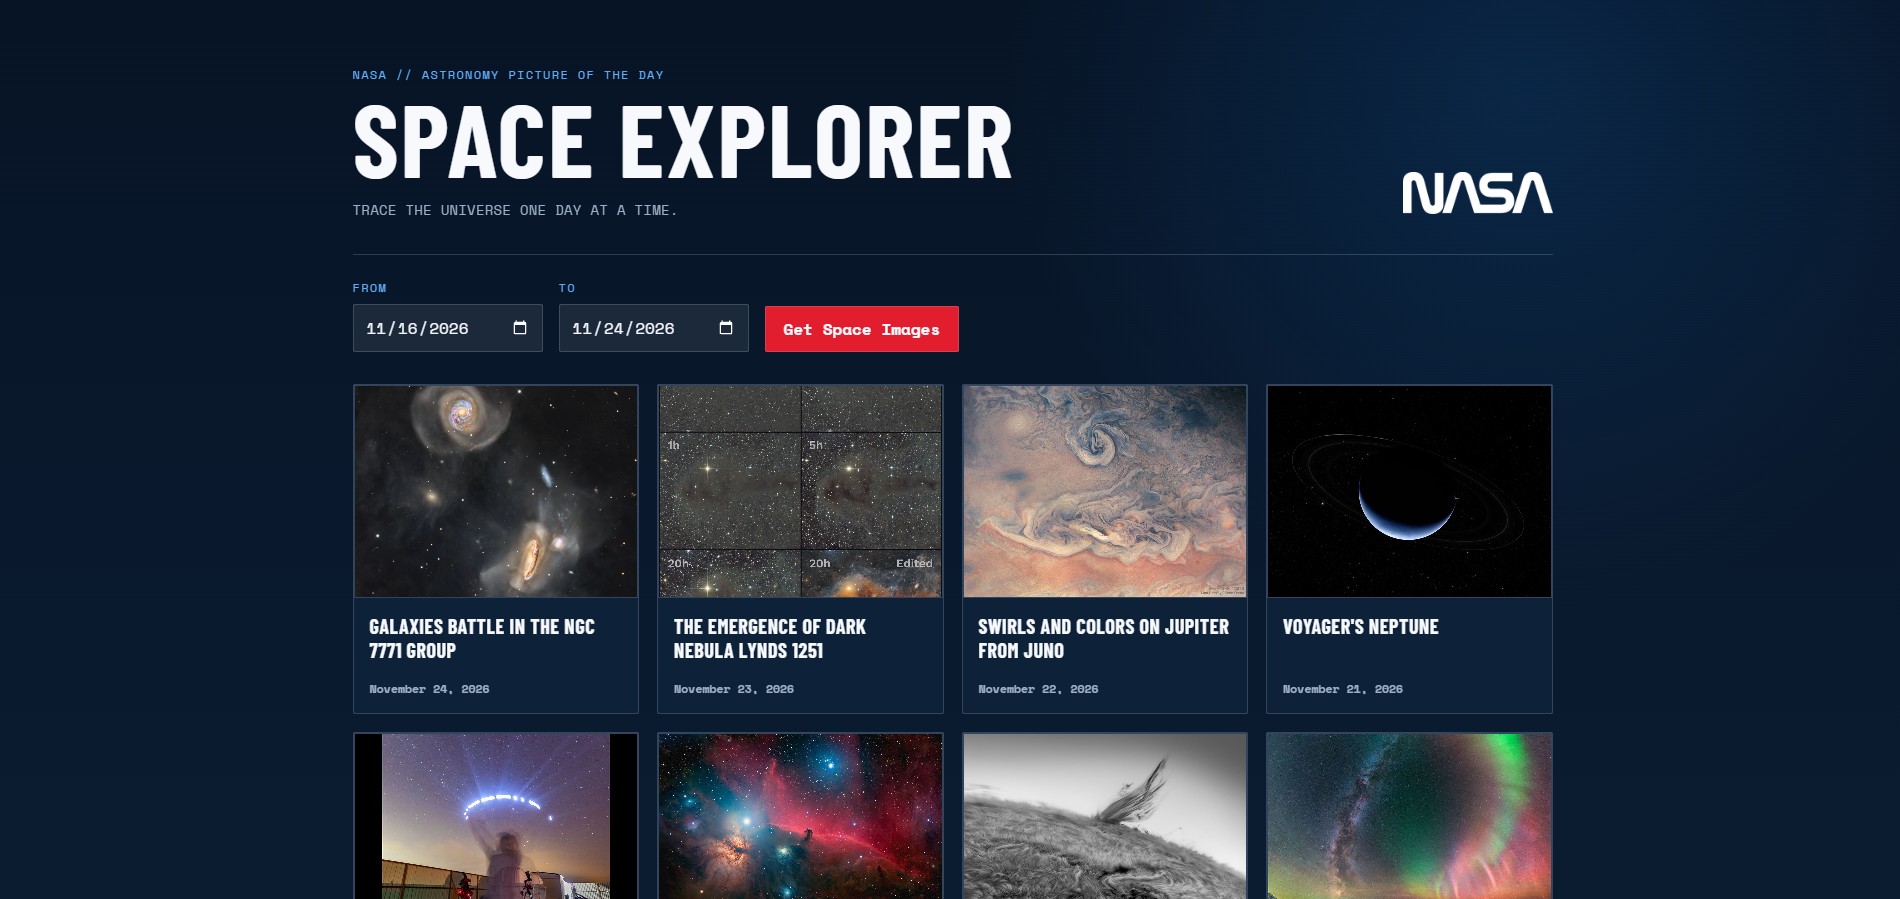 NASA // ASTRONOMY PICTURE OF THE DAY
SPACE EXPLORER
TRACE THE UNIVERSE ONE DAY AT A TIME.
NASA
FROM
TO
11/16/2026
11/24/2026
Get Space Images
1h
5h
20h
20h
Edited
GALAXIES BATTLE IN THE NGC
7771 GROUP
November 24, 2026
THE EMERGENCE OF DARK
NEBULA LYNDS 1251
November 23, 2026
SWIRLS AND COLORS ON JUPITER
FROM JUNO
November 22, 2026
VOYAGER'S NEPTUNE
November 21, 2026